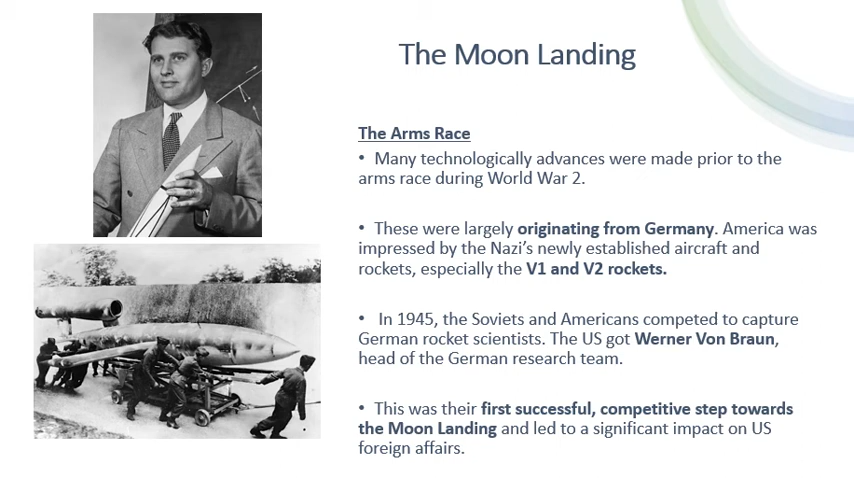 The Moon Landing
The Arms Race
• Many technologically advances were made prior to the
arms race during World War 2.
• These were largely originating from Germany. America was
impressed by the Nazi's newly established aircraft and
rockets, especially the V1 and V2 rockets.
• In 1945, the Soviets and Americans competed to capture
German rocket scientists. The US got Werner Von Braun,
head of the German research team.
• This was their first successful, competitive step towards
the Moon Landing and led to a significant impact on US
foreign affairs.